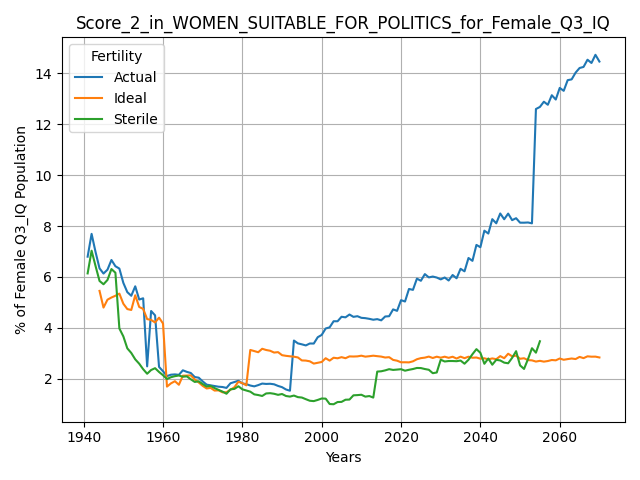 Score_2_in_WOMEN_SUITABLE_FOR_POLITICS_for_Female_Q3_IQ
Fertility
Actual
Ideal
Sterile
% of Female Q3_IQ Population
14
12
10
8
6
4
2
1940
1960
1980
2000
2020
2040
2060
Years